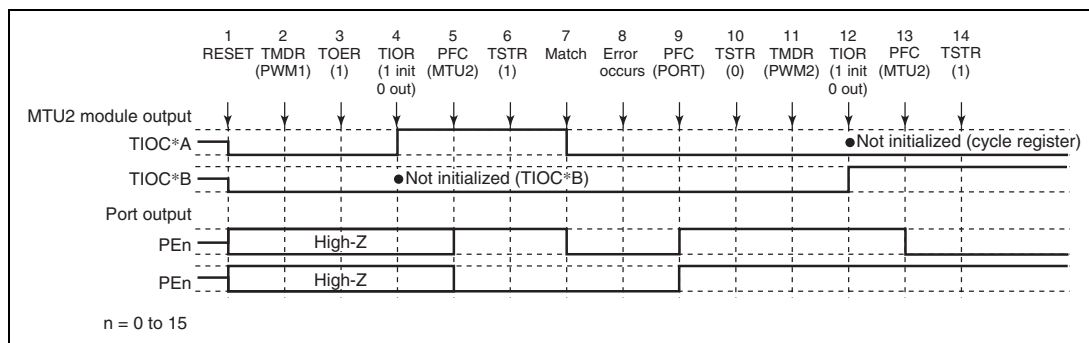 1 2 3 4 5 6 7 8 9 10 11 12 13 14
RESET TMDR TOER TIOR PFC TSTR Match Error PFC TSTR TMDR TIOR PFC TSTR
(PWM1) (1) (1 init (MTU2) (1) occurs (PORT) (0) (PWM2) (1 init (MTU2) (1)
0 out) 0 out)
MTU2 module output
TIOC*A ●Not initialized (cycle register)
TIOC*B ●Not initialized (TIOC*B)
Port output
PEn High-Z
PEn High-Z
n = 0 to 15